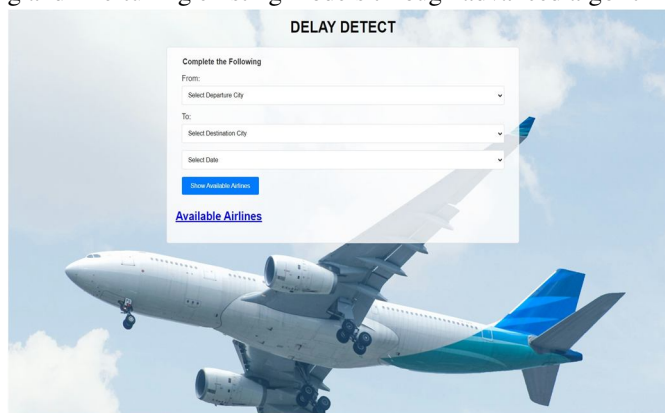 DELAY DETECT
Complete the Following
From:
Select Departure City
To:
Select Destination City
Select Date
Show Available Airlines
Available Airlines